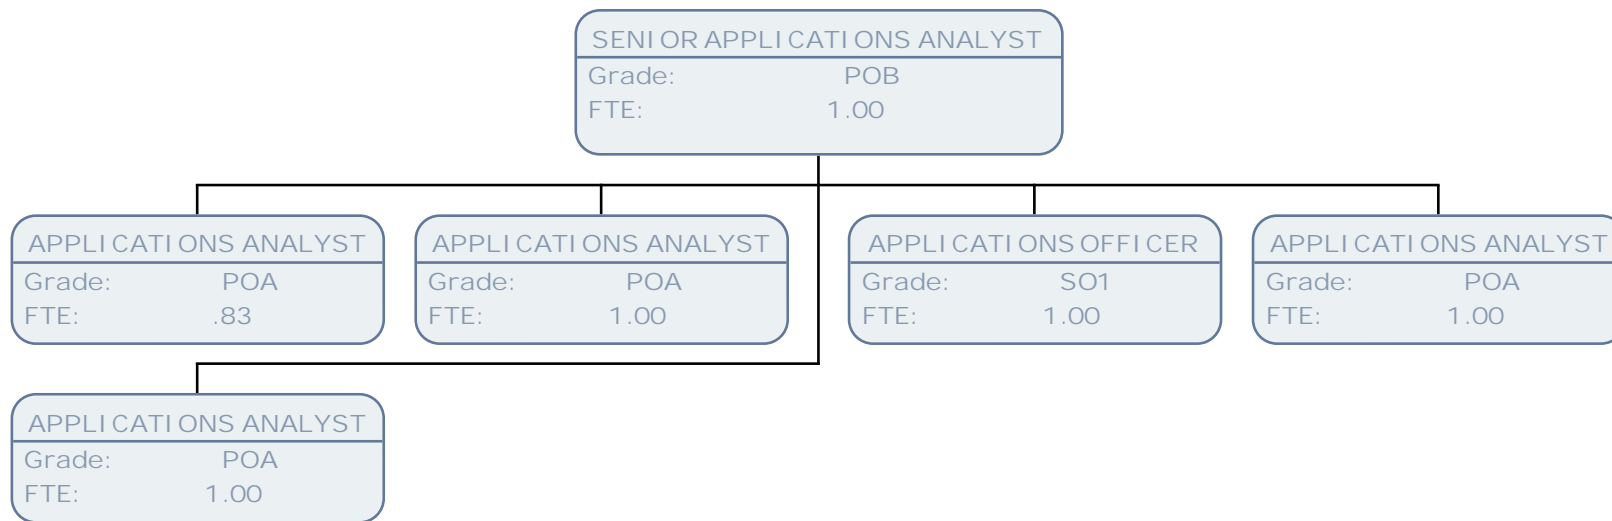 SENIOR APPLICATIONS ANALYST
Grade: POB
FTE: 1.00
APPLICATIONS ANALYST
Grade: POA
FTE: .83
APPLICATIONS ANALYST
Grade: POA
FTE: 1.00
APPLICATIONS OFFICER
Grade: SO1
FTE: 1.00
APPLICATIONS ANALYST
Grade: POA
FTE: 1.00
APPLICATIONS ANALYST
Grade: POA
FTE: 1.00